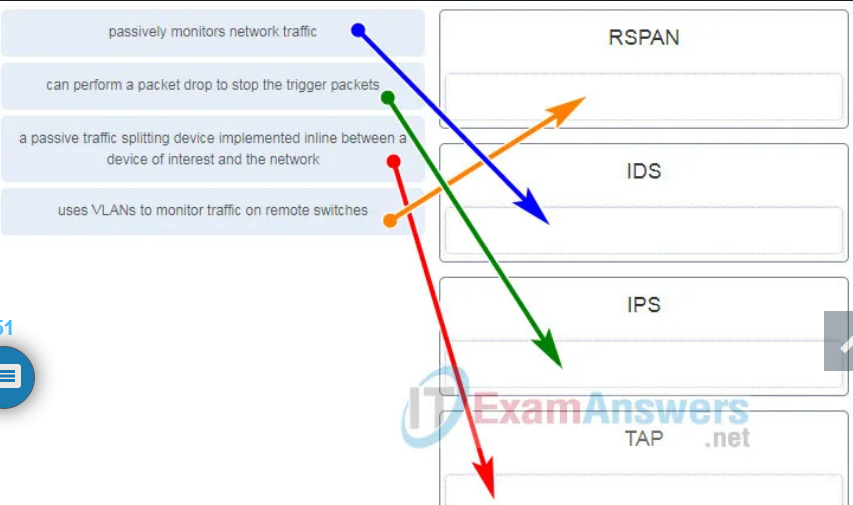 passively monitors network traffic
can perform a packet drop to stop the trigger packets
a passive traffic splitting device implemented inline between a
device of interest and the network
uses VLANs to monitor traffic on remote switches
51
RSPAN
IDS
IPS
ITExamAnswers
.net
TAP